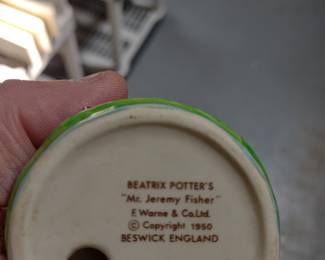 BEATRIX POTTER'S
"Mr. Jeremy Fisher"
F. Warne & Co. Ltd.
© Copyright 1950
BESWICK ENGLAND